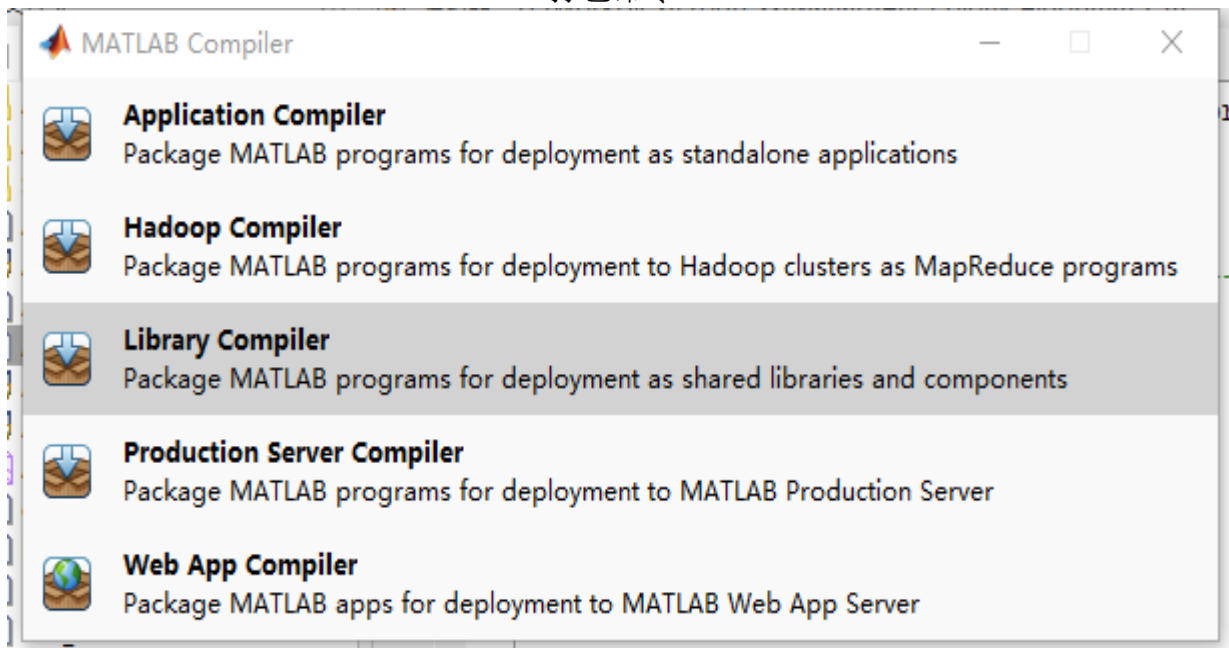 MATLAB Compiler
Application Compiler
Package MATLAB programs for deployment as standalone applications
Hadoop Compiler
Package MATLAB programs for deployment to Hadoop clusters as MapReduce programs
Library Compiler
Package MATLAB programs for deployment as shared libraries and components
Production Server Compiler
Package MATLAB programs for deployment to MATLAB Production Server
Web App Compiler
Package MATLAB apps for deployment to MATLAB Web App Server